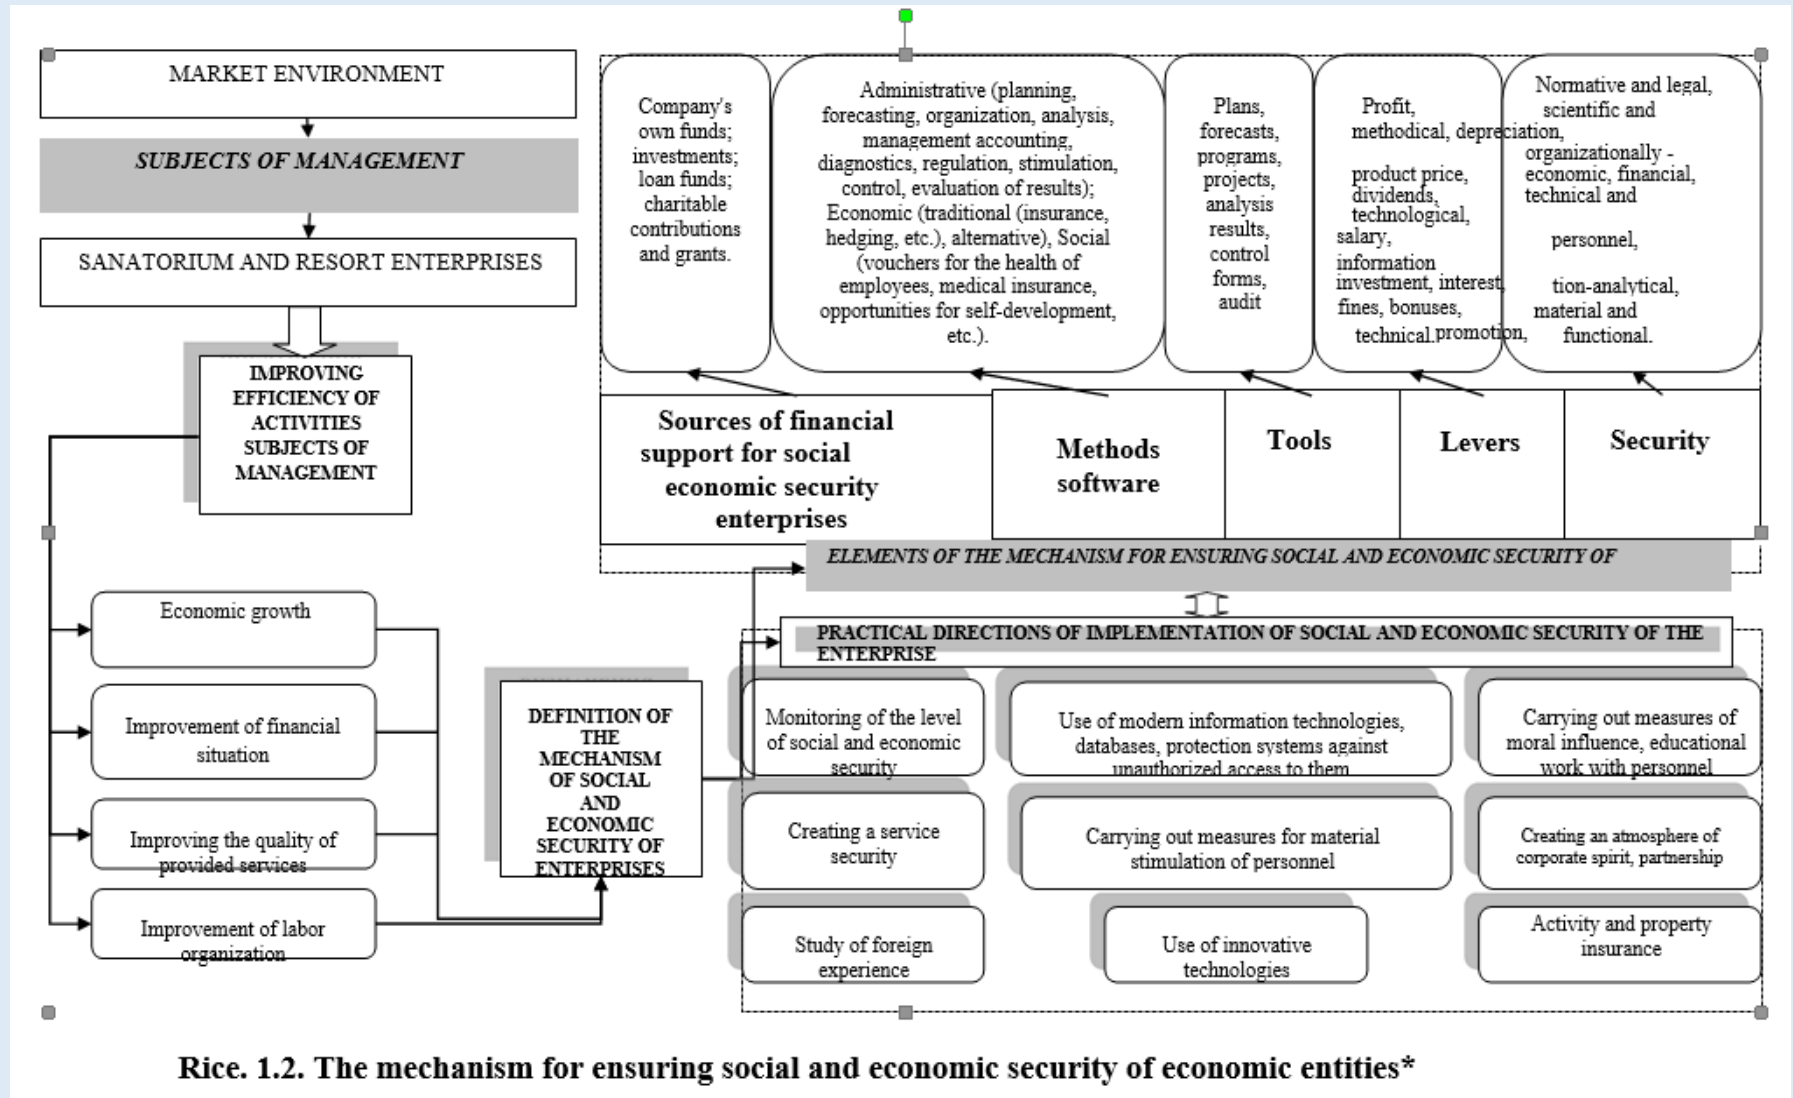 MARKET ENVIRONMENT
SUBJECTS OF MANAGEMENT
SANATORIUM AND RESORT ENTERPRISES
IMPROVING
EFFICIENCY OF
ACTIVITIES
SUBJECTS OF
MANAGEMENT
Economic growth
Improvement of financial
situation
Improving the quality of
provided services
Improvement of labor
organization
DEFINITION OF
THE
MECHANISM
OF SOCIAL
AND
ECONOMIC
SECURITY OF
ENTERPRISES
Company's
own funds;
investments;
loan funds;
charitable
contributions
and grants.
Administrative (planning,
forecasting, organization, analysis,
management accounting,
diagnostics, regulation, stimulation,
control, evaluation of results);
Economic (traditional (insurance,
hedging, etc.), alternative), Social
(vouchers for the health of
employees, medical insurance,
opportunities for self-development,
etc.).
Plans,
forecasts,
programs,
projects,
analysis
results,
control
forms,
audit
Profit,
methodical, depreciation,
product price,
dividends,
technological,
salary,
information
investment, interest,
fines, bonuses,
technical.promotion,
Normative and legal,
scientific and
organizationally -
economic, financial,
technical and
personnel,
tion-analytical,
material and
functional.
Sources of financial
support for social
economic security
enterprises
Methods
software
Tools
Levers
Security
ELEMENTS OF THE MECHANISM FOR ENSURING SOCIAL AND ECONOMIC SECURITY OF
PRACTICAL DIRECTIONS OF IMPLEMENTATION OF SOCIAL AND ECONOMIC SECURITY OF THE
ENTERPRISE
Monitoring of the level
of social and economic
security
Use of modern information technologies,
databases, protection systems against
unauthorized access to them
Carrying out measures of
moral influence, educational
work with personnel
Creating a service
security
Carrying out measures for material
stimulation of personnel
Creating an atmosphere of
corporate spirit, partnership
Study of foreign
experience
Use of innovative
technologies
Activity and property
insurance
Rice. 1.2. The mechanism for ensuring social and economic security of economic entities*